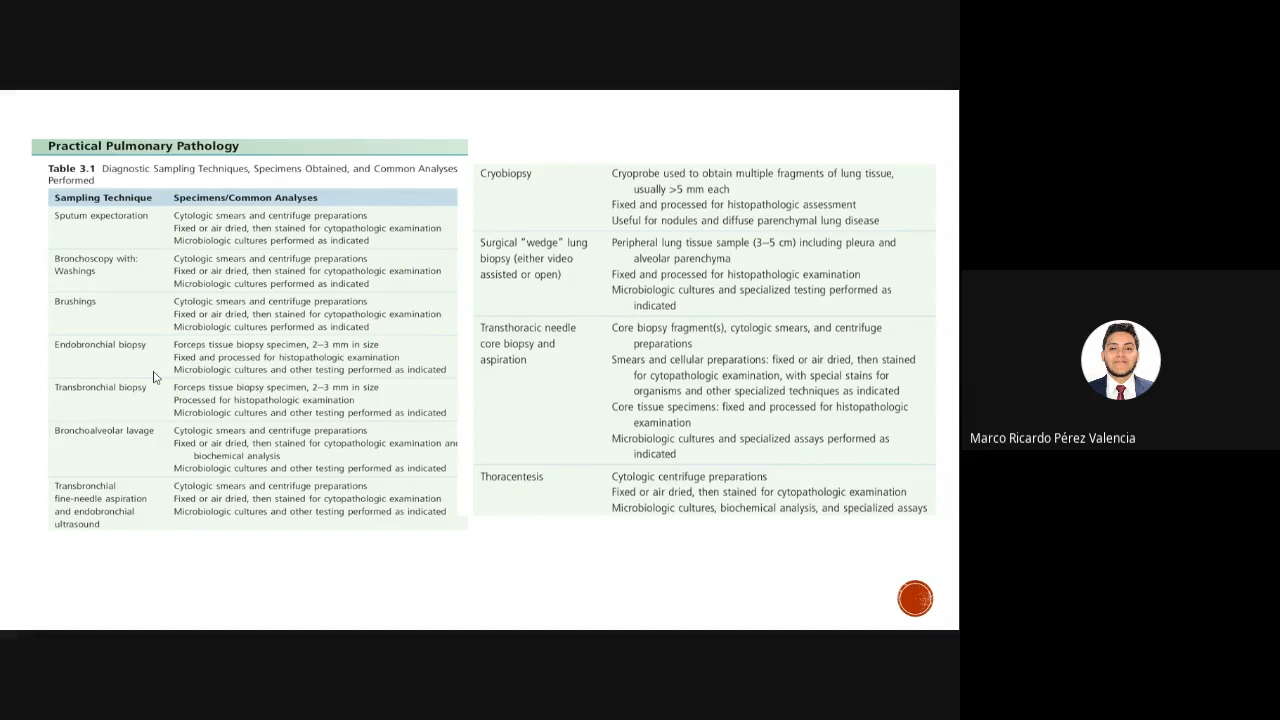 Practical Pulmonary Pathology
Table 3.1 Diagnostic Sampling Techniques, Specimens Obtained, and Common Analyses
Performed
Sampling Technique Specimens/Common Analyses
Sputum expectoration Cytologic smears and centrifuge preparations
Fixed or air dried, then stained for cytopathologic examination
Microbiologic cultures performed as indicated
Bronchoscopy with: Cytologic smears and centrifuge preparations
Washings Fixed or air dried, then stained for cytopathologic examination
Microbiologic cultures performed as indicated
Brushings Cytologic smears and centrifuge preparations
Fixed or air dried, then stained for cytopathologic examination
Microbiologic cultures performed as indicated
Endobronchial biopsy Forceps tissue biopsy specimen, 2–3 mm in size
Fixed and processed for histopathologic examination
Microbiologic cultures and other testing performed as indicated
Transbronchial biopsy Forceps tissue biopsy specimen, 2–3 mm in size
Processed for histopathologic examination
Microbiologic cultures and other testing performed as indicated
Bronchoalveolar lavage Cytologic smears and centrifuge preparations
Fixed or air dried, then stained for cytopathologic examination and
biochemical analysis
Microbiologic cultures and other testing performed as indicated
Transbronchial Cytologic smears and centrifuge preparations
fine-needle aspiration Fixed or air dried, then stained for cytopathologic examination
and endobronchial Microbiologic cultures and other testing performed as indicated
ultrasound
Cryobiopsy Cryoprobe used to obtain multiple fragments of lung tissue,
usually >5 mm each
Fixed and processed for histopathologic assessment
Useful for nodules and diffuse parenchymal lung disease
Surgical “wedge” lung Peripheral lung tissue sample (3–5 cm) including pleura and
biopsy (either video alveolar parenchyma
assisted or open) Fixed and processed for histopathologic examination
Microbiologic cultures and specialized testing performed as
indicated
Transthoracic needle Core biopsy fragment(s), cytologic smears, and centrifuge
core biopsy and preparations
aspiration Smears and cellular preparations: fixed or air dried, then stained
for cytopathologic examination, with special stains for
organisms and other specialized techniques as indicated
Core tissue specimens: fixed and processed for histopathologic
examination
Microbiologic cultures and specialized assays performed as
indicated
Thoracentesis Cytologic centrifuge preparations
Fixed or air dried, then stained for cytopathologic examination
Microbiologic cultures, biochemical analysis, and specialized assays
Marco Ricardo Pérez Valencia